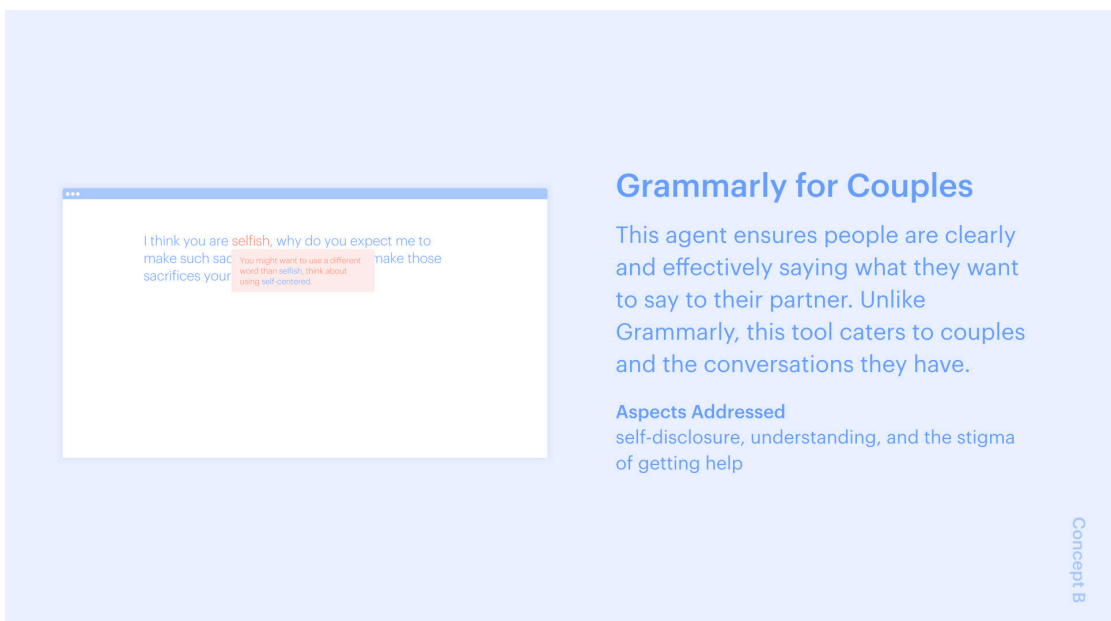 I think you are selfish, why do you expect me to
make such sac make those
sacrifices your
You might want to use a different
word than selfish, think about
using self-centered.
Grammarly for Couples
This agent ensures people are clearly
and effectively saying what they want
to say to their partner. Unlike
Grammarly, this tool caters to couples
and the conversations they have.
Aspects Addressed
self-disclosure, understanding, and the stigma
of getting help
Concept B